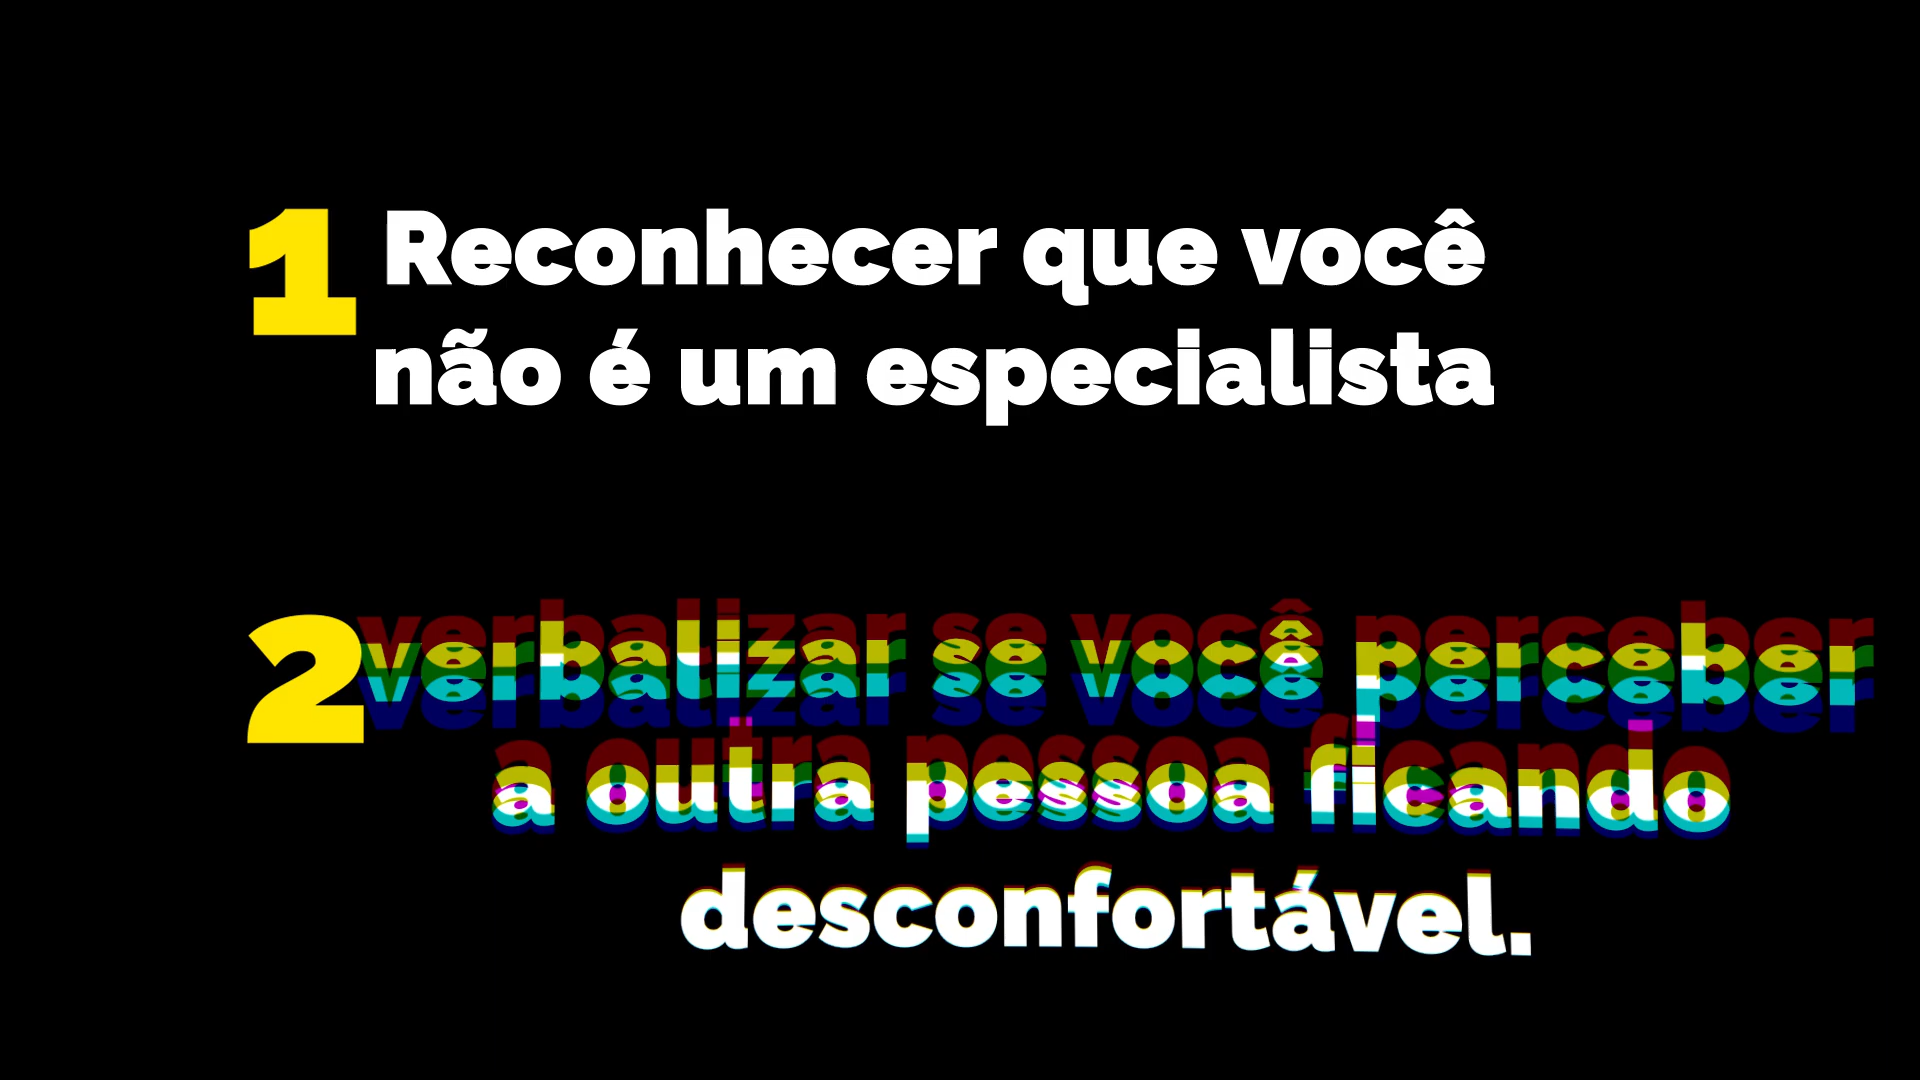 1 Reconhecer que você
não é um especialista
2 verbalizar se você perceber
a outra pessoa ficando
desconfortável.